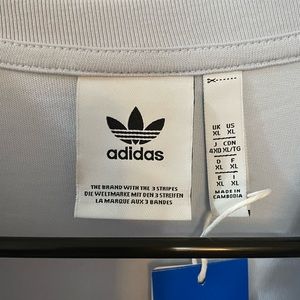 adidas
THE BRAND WITH THE 3 STRIPES
DIE WELTMARKE MIT DEN 3 STREIFEN
LA MARQUE AUX 3 BANDES
UK US
XL XL
J CDN
4XO XL/TG
D F
XL XL
E I
XL XL
MADE IN
CAMBODIA